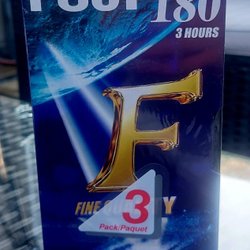 180
3 HOURS
F
FINE
3
Pack/Paquet